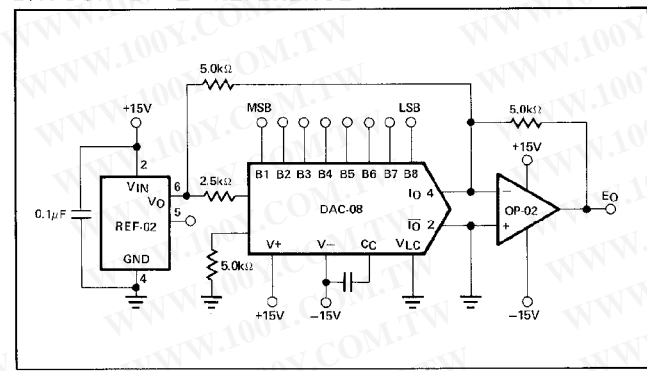 5.0kΩ
+15V
MSB
LSB
5.0kΩ
2
B1 B2 B3 B4 B5 B6 B7 B8
+15V
VIN
VO
6
2.5kΩ
IO 4
−
EO
0.1μF
REF-02
5
DAC-08
OP-02
IO 2
+
GND
V+
V−
CC
VLC
4
5.0kΩ
+15V
−15V
−15V
WWW.100Y.COM.TW